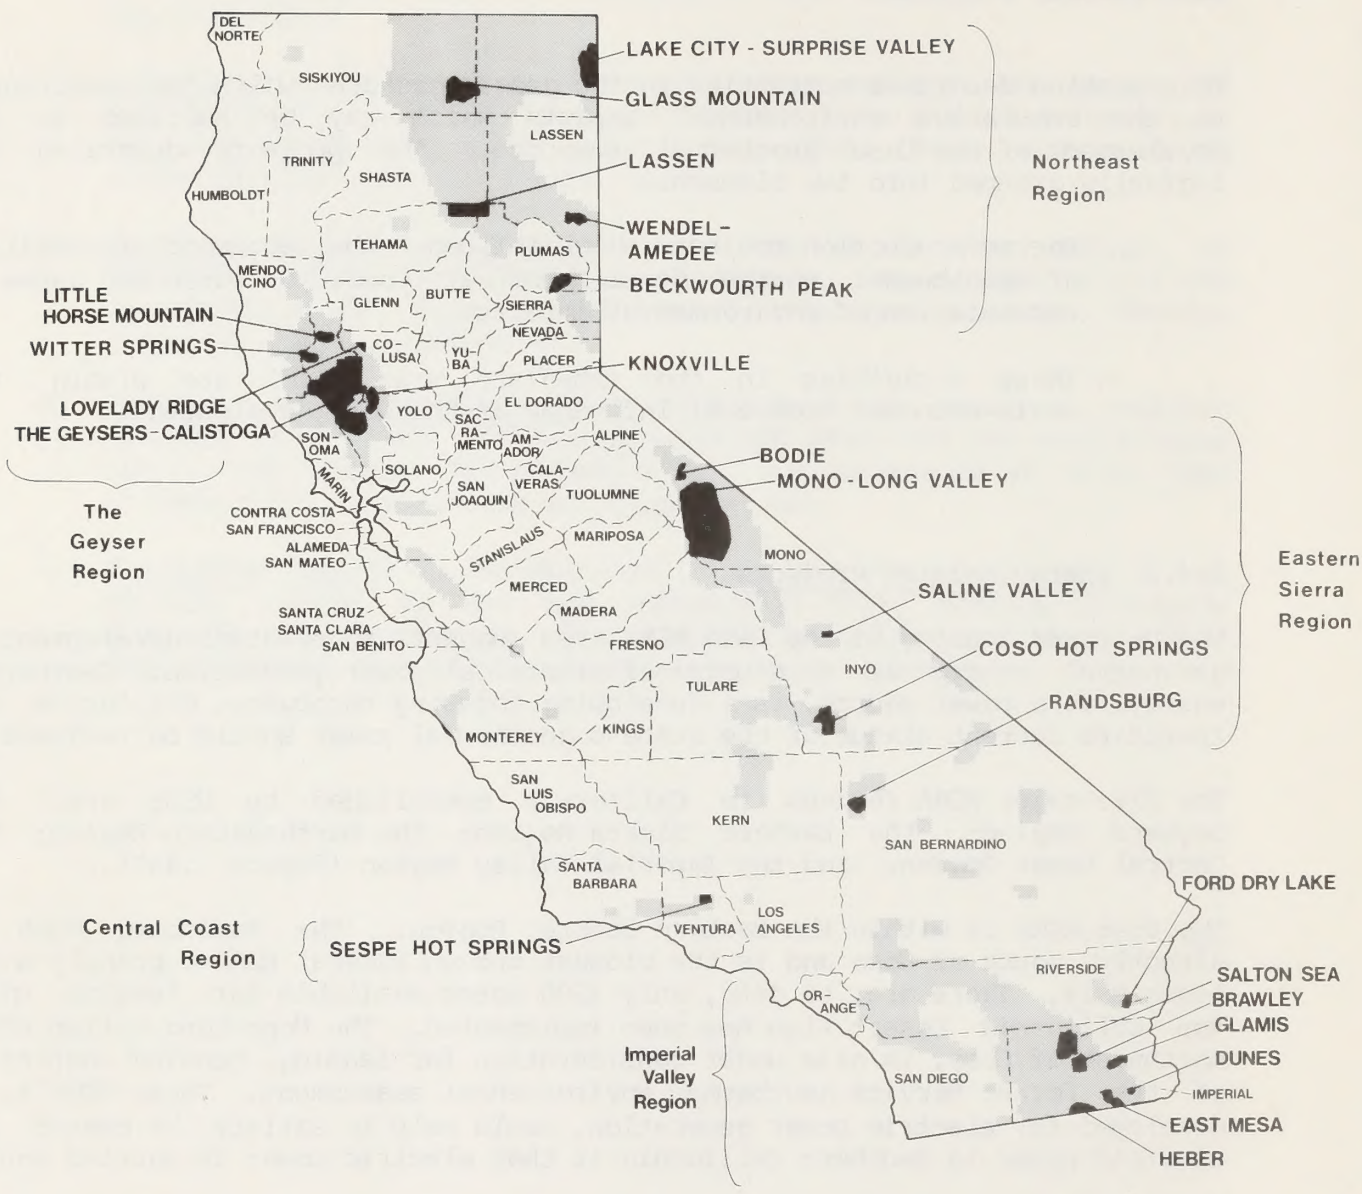 DEL
NORTE
SISKIYOU
LAKE CITY - SURPRISE VALLEY
GLASS MOUNTAIN
LASSEN
TRINITY
SHASTA
LASSEN
HUMBOLDT
Northeast
Region
TEHAMA
WENDEL-
AMEDEE
PLUMAS
MENDO-
CINO
BECKWOURTH PEAK
GLENN
BUTTE
SIERRA
LITTLE
HORSE MOUNTAIN
NEVADA
WITTER SPRINGS
CO-
LUSA
YU-
BA
PLACER
KNOXVILLE
LOVELADY RIDGE
THE GEYSERS-CALISTOGA
YOLO
EL DORADO
SAC-
RA-
MENTO
SON-
OMA
AM-
ADOR
ALPINE
SOLANO
CALA-
VERAS
BODIE
MONO - LONG VALLEY
MARIN
SAN
JOAQUIN
TUOLUMNE
The
Geyser
Region
CONTRA COSTA
SAN FRANCISCO
ALAMEDA
SAN MATEO
STANISLAUS
MARIPOSA
MONO
Eastern
Sierra
Region
MERCED
SALINE VALLEY
SANTA CRUZ
SANTA CLARA
SAN BENITO
MADERA
FRESNO
COSO HOT SPRINGS
INYO
TULARE
RANDSBURG
MONTEREY
KINGS
SAN
LUIS
OBISPO
KERN
SAN BERNARDINO
SANTA
BARBARA
FORD DRY LAKE
Central Coast
Region
SESPE HOT SPRINGS
VENTURA
LOS
ANGELES
RIVERSIDE
SALTON SEA
OR-
ANGE
BRAWLEY
GLAMIS
Imperial
Valley
Region
DUNES
SAN DIEGO
IMPERIAL
EAST MESA
HEBER